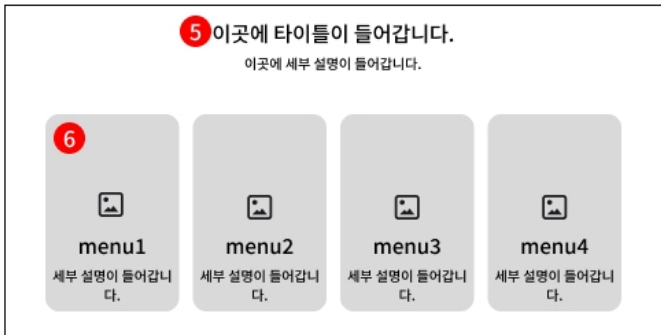 5 이곳에 타이틀이 들어갑니다.
이곳에 세부 설명이 들어갑니다.
6
menu1
세부 설명이 들어갑니
다.
menu2
세부 설명이 들어갑니
다.
menu3
세부 설명이 들어갑니
다.
menu4
세부 설명이 들어갑니
다.